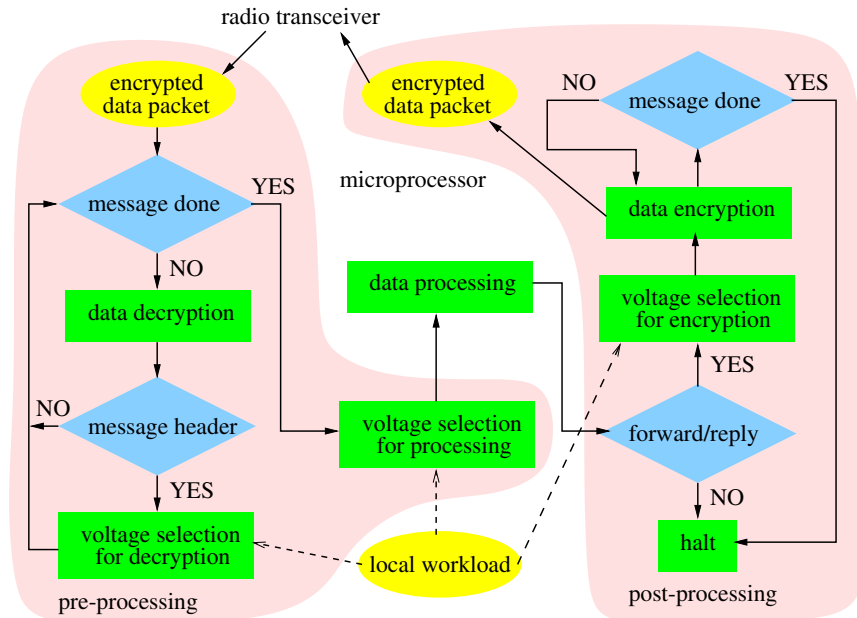 radio transceiver
encrypted
data packet
message done
YES
NO
data decryption
message header
NO
YES
voltage selection
for decryption
pre-processing
microprocessor
data processing
voltage selection
for processing
local workload
encrypted
data packet
NO
message done
YES
data encryption
voltage selection
for encryption
YES
forward/reply
NO
halt
post-processing